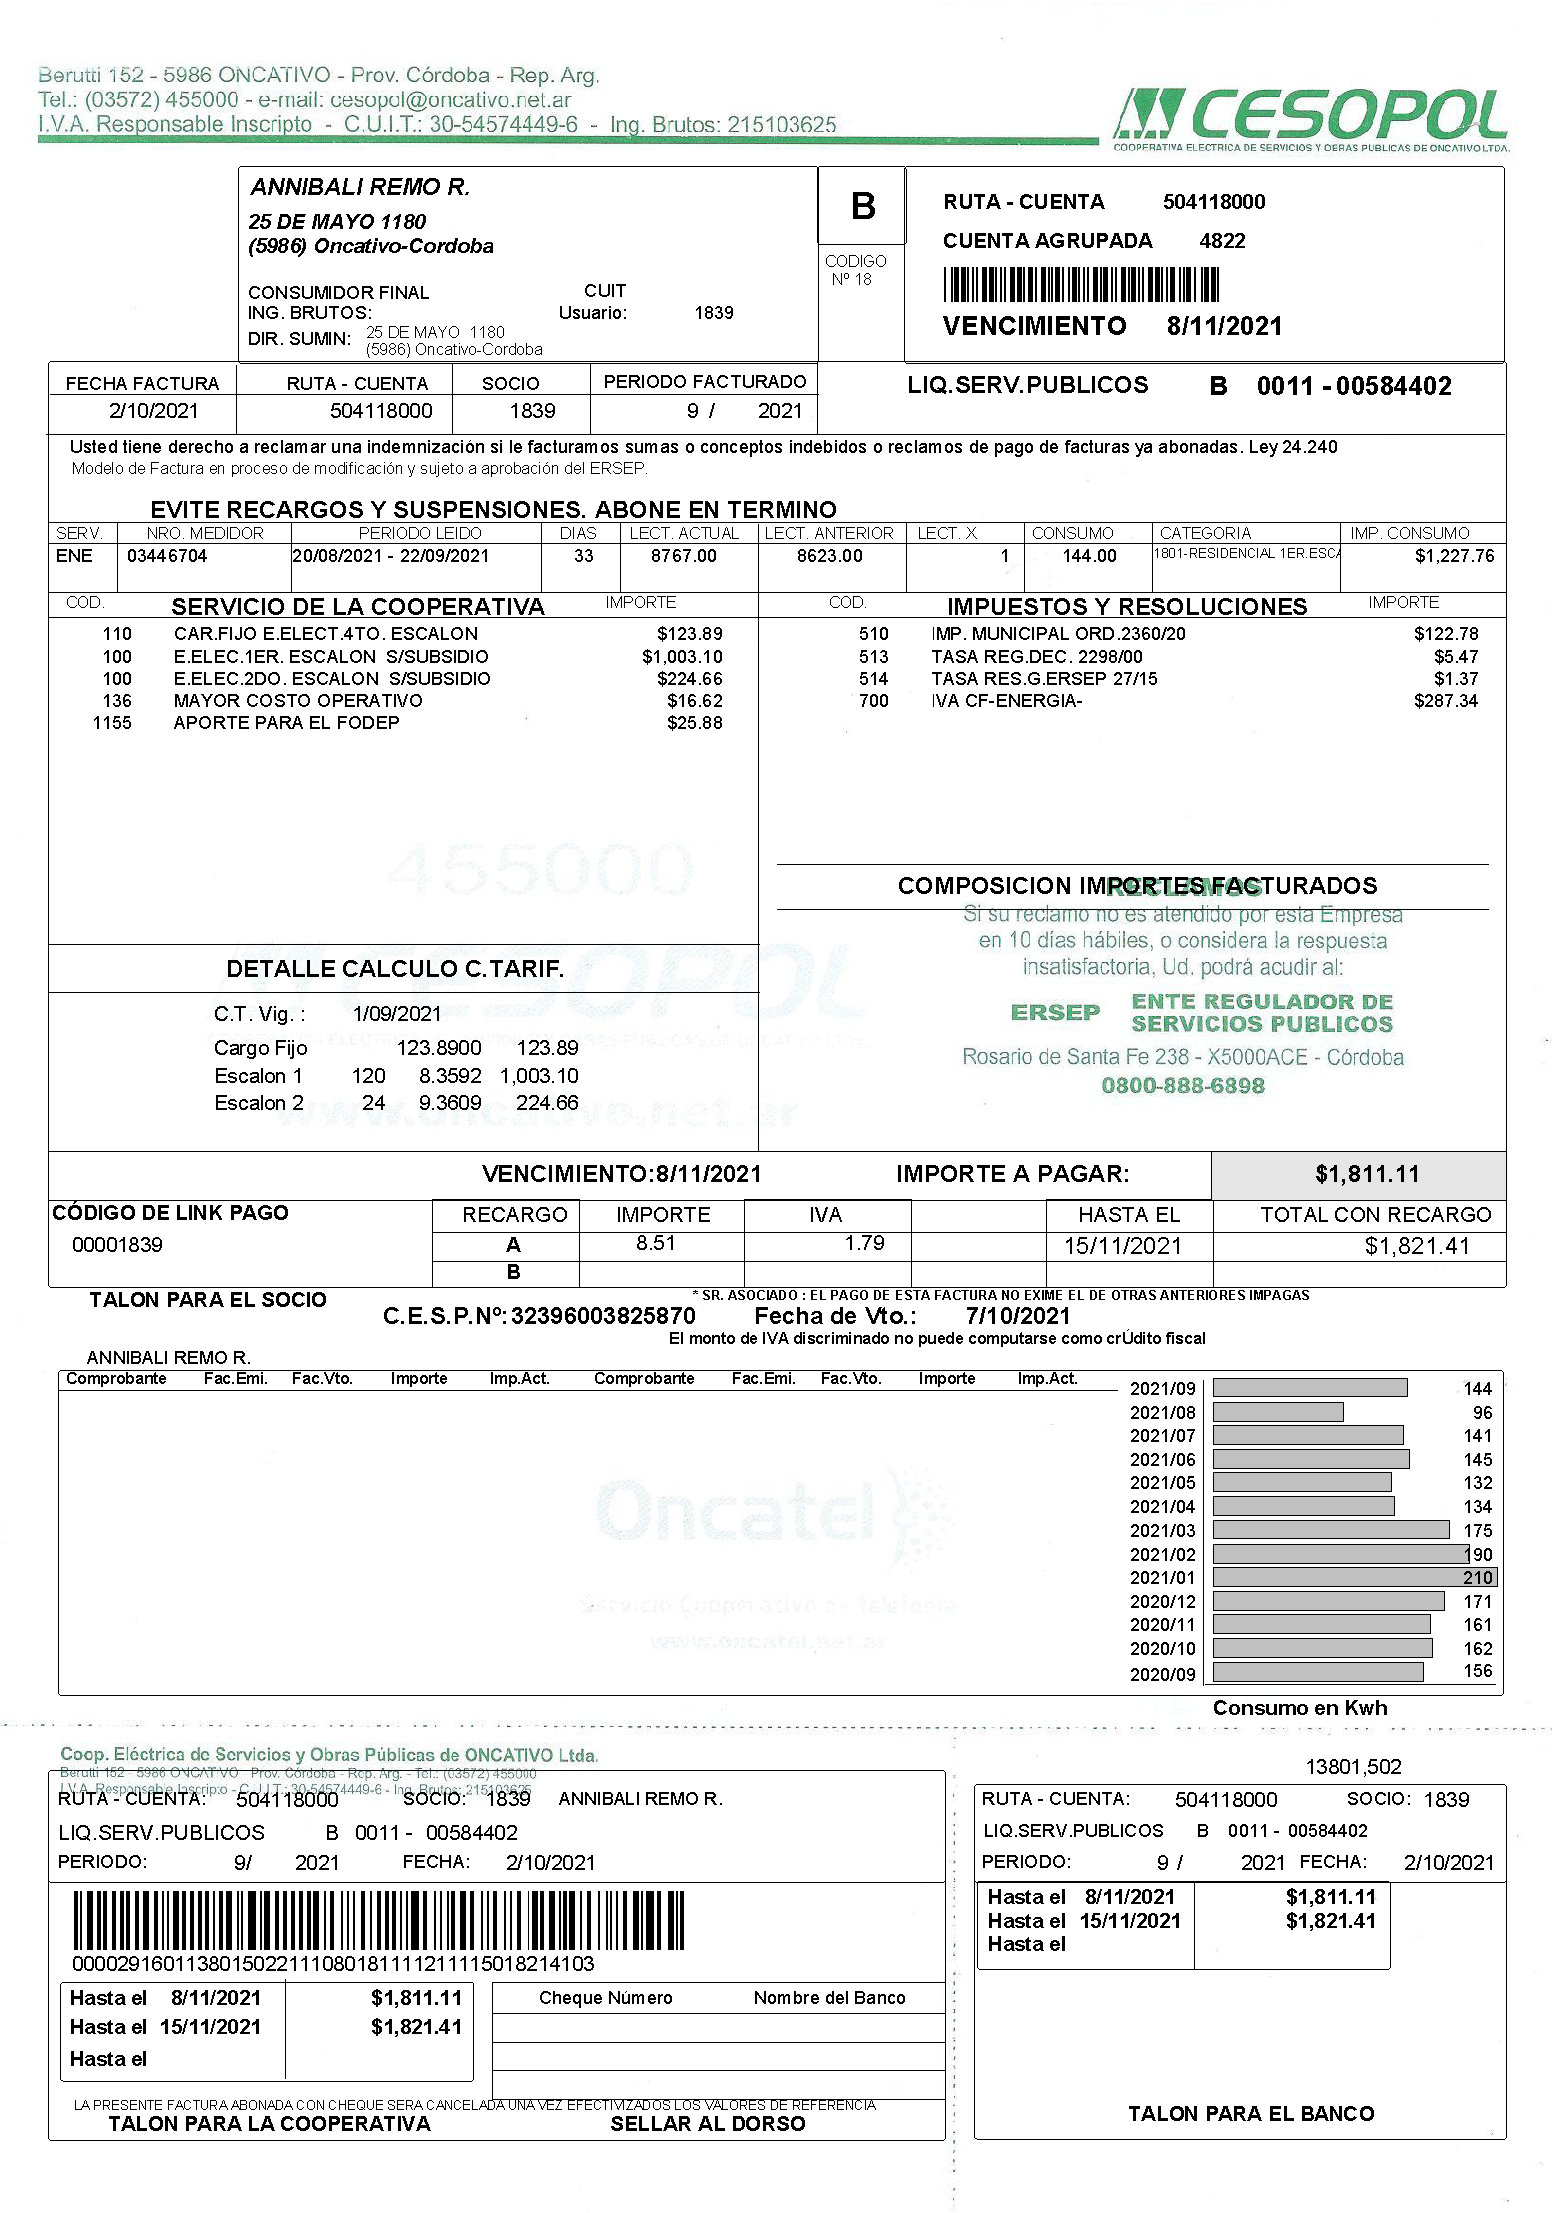 Berutti 152 - 5986 ONCATIVO - Prov. Córdoba - Rep. Arg.
Tel.: (03572) 455000 - e-mail: cesopol@oncativo.net.ar
I.V.A. Responsable Inscripto - C.U.I.T.: 30-54574449-6 - Ing. Brutos: 215103625
CESOPOL
COOPERATIVA ELECTRICA DE SERVICIOS Y OBRAS PUBLICAS DE ONCATIVO LTDA.
ANNIBALI REMO R.
25 DE MAYO 1180
(5986) Oncativo-Cordoba
CONSUMIDOR FINAL CUIT
ING. BRUTOS: Usuario: 1839
DIR. SUMIN: 25 DE MAYO 1180
(5986) Oncativo-Cordoba
B
CODIGO
Nº 18
RUTA - CUENTA 504118000
CUENTA AGRUPADA 4822
VENCIMIENTO 8/11/2021
FECHA FACTURA RUTA - CUENTA SOCIO PERIODO FACTURADO
2/10/2021 504118000 1839 9 / 2021
LIQ.SERV.PUBLICOS B 0011 - 00584402
Usted tiene derecho a reclamar una indemnización si le facturamos sumas o conceptos indebidos o reclamos de pago de facturas ya abonadas. Ley 24.240
Modelo de Factura en proceso de modificación y sujeto a aprobación del ERSEP.
EVITE RECARGOS Y SUSPENSIONES. ABONE EN TERMINO
SERV. NRO. MEDIDOR PERIODO LEIDO DIAS LECT. ACTUAL LECT. ANTERIOR LECT. X CONSUMO CATEGORIA IMP. CONSUMO
ENE 03446704 20/08/2021 - 22/09/2021 33 8767.00 8623.00 1 144.00 1801-RESIDENCIAL 1ER.ESCA $1,227.76
COD. SERVICIO DE LA COOPERATIVA IMPORTE
110 CAR.FIJO E.ELECT.4TO. ESCALON $123.89
100 E.ELEC.1ER. ESCALON S/SUBSIDIO $1,003.10
100 E.ELEC.2DO. ESCALON S/SUBSIDIO $224.66
136 MAYOR COSTO OPERATIVO $16.62
1155 APORTE PARA EL FODEP $25.88
COD. IMPUESTOS Y RESOLUCIONES IMPORTE
510 IMP. MUNICIPAL ORD.2360/20 $122.78
513 TASA REG.DEC. 2298/00 $5.47
514 TASA RES.G.ERSEP 27/15 $1.37
700 IVA CF-ENERGIA- $287.34
455000
CESOPOL
www.oncativo.net.ar
COMPOSICION IMPORTES FACTURADOS
RECLAMOS
Si su reclamo no es atendido por esta Empresa
en 10 días hábiles, o considera la respuesta
insatisfactoria, Ud. podrá acudir al:
ERSEP ENTE REGULADOR DE
SERVICIOS PUBLICOS
Rosario de Santa Fe 238 - X5000ACE - Córdoba
0800-888-6898
DETALLE CALCULO C.TARIF.
C.T. Vig. : 1/09/2021
Cargo Fijo 123.8900 123.89
Escalon 1 120 8.3592 1,003.10
Escalon 2 24 9.3609 224.66
VENCIMIENTO:8/11/2021 IMPORTE A PAGAR: $1,811.11
CÓDIGO DE LINK PAGO
00001839
RECARGO IMPORTE IVA HASTA EL TOTAL CON RECARGO
A 8.51 1.79 15/11/2021 $1,821.41
B
TALON PARA EL SOCIO
* SR. ASOCIADO : EL PAGO DE ESTA FACTURA NO EXIME EL DE OTRAS ANTERIORES IMPAGAS
C.E.S.P.Nº: 32396003825870 Fecha de Vto.: 7/10/2021
El monto de IVA discriminado no puede computarse como crÚdito fiscal
ANNIBALI REMO R.
Comprobante Fac.Emi. Fac.Vto. Importe Imp.Act. Comprobante Fac.Emi. Fac.Vto. Importe Imp.Act.
2021/09 144
2021/08 96
2021/07 141
2021/06 145
2021/05 132
2021/04 134
2021/03 175
2021/02 190
2021/01 210
2020/12 171
2020/11 161
2020/10 162
2020/09 156
Consumo en Kwh
Oncatel
Servicio Cooperativo de Telefonía
www.oncatel.net.ar
Coop. Eléctrica de Servicios y Obras Públicas de ONCATIVO Ltda.
Berutti 152 - 5986 ONCATIVO - Prov. Córdoba - Rep. Arg. - Tel.: (03572) 455000
I.V.A. Responsable Inscripto - C.U.I.T.: 30-54574449-6 - Ing. Brutos: 215103625
RUTA - CUENTA: 504118000 SOCIO: 1839 ANNIBALI REMO R.
LIQ.SERV.PUBLICOS B 0011 - 00584402
PERIODO: 9/ 2021 FECHA: 2/10/2021
0000291601138015022111080181111211115018214103
Hasta el 8/11/2021 $1,811.11
Hasta el 15/11/2021 $1,821.41
Hasta el
Cheque Número Nombre del Banco
LA PRESENTE FACTURA ABONADA CON CHEQUE SERA CANCELADA UNA VEZ EFECTIVIZADOS LOS VALORES DE REFERENCIA
TALON PARA LA COOPERATIVA SELLAR AL DORSO
13801,502
RUTA - CUENTA: 504118000 SOCIO: 1839
LIQ.SERV.PUBLICOS B 0011 - 00584402
PERIODO: 9 / 2021 FECHA: 2/10/2021
Hasta el 8/11/2021 $1,811.11
Hasta el 15/11/2021 $1,821.41
Hasta el
TALON PARA EL BANCO